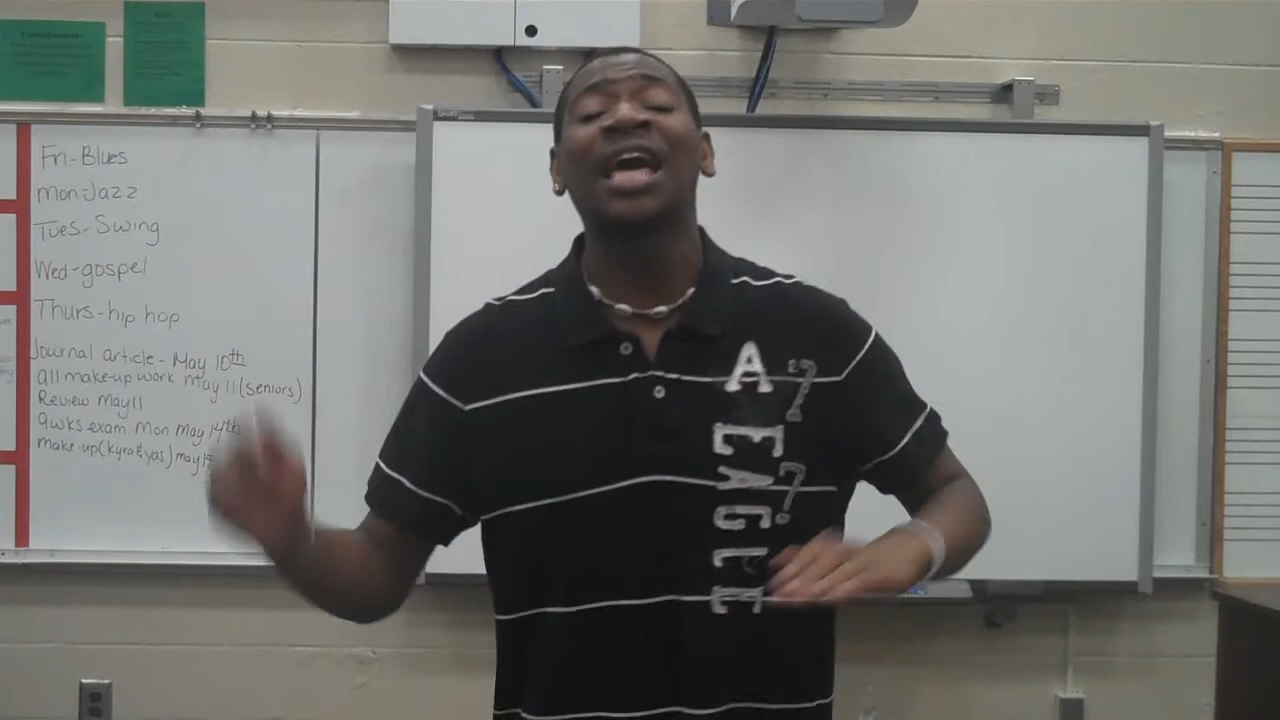 Fri-Blues
mon-Jazz
Tues-Swing
Wed-gospel
Thurs-hip hop
Journal article- May 10th
all make-up work may 11 (seniors)
Review May 11
9wks exam Mon May 14th
make-up (kyra & yas) may
A
EAGLE